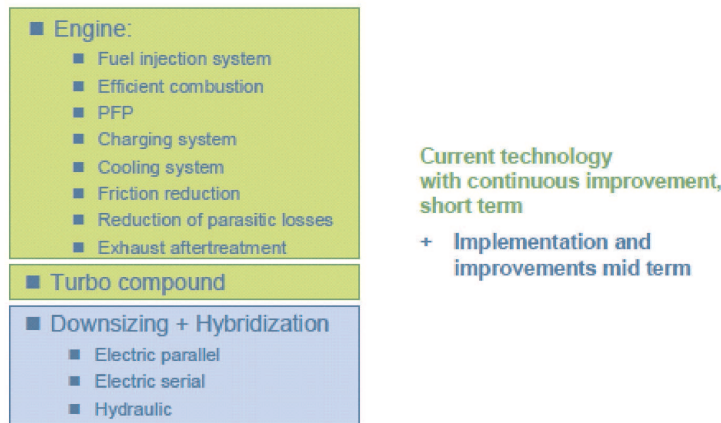 Engine:
Fuel injection system
Efficient combustion
PFP
Charging system
Cooling system
Friction reduction
Reduction of parasitic losses
Exhaust aftertreatment
Turbo compound
Downsizing + Hybridization
Electric parallel
Electric serial
Hydraulic
Current technology
with continuous improvement,
short term
+ Implementation and
improvements mid term